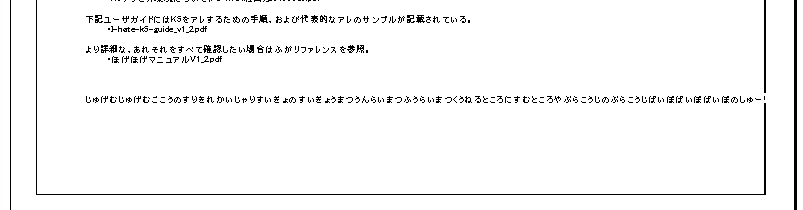 下記ユーザガイドにはKSをアレするための手順、および代表的なアレのサンプルが記載されている。
・I-hate-kS-guide_v1_2.pdf
より詳細な、あれそれをすべて確認したい場合はふがリファレンスを参照。
・ほげほげマニュアルV1_2.pdf
じゅげむじゅげむごこうのすりきれかいじゃりすいぎょのすいぎょうまつうんらいまつふうらいまつくうねるところにすむところやぶらこうじのぶらこうじぱいぽぱいぽぱいぽのしゅー